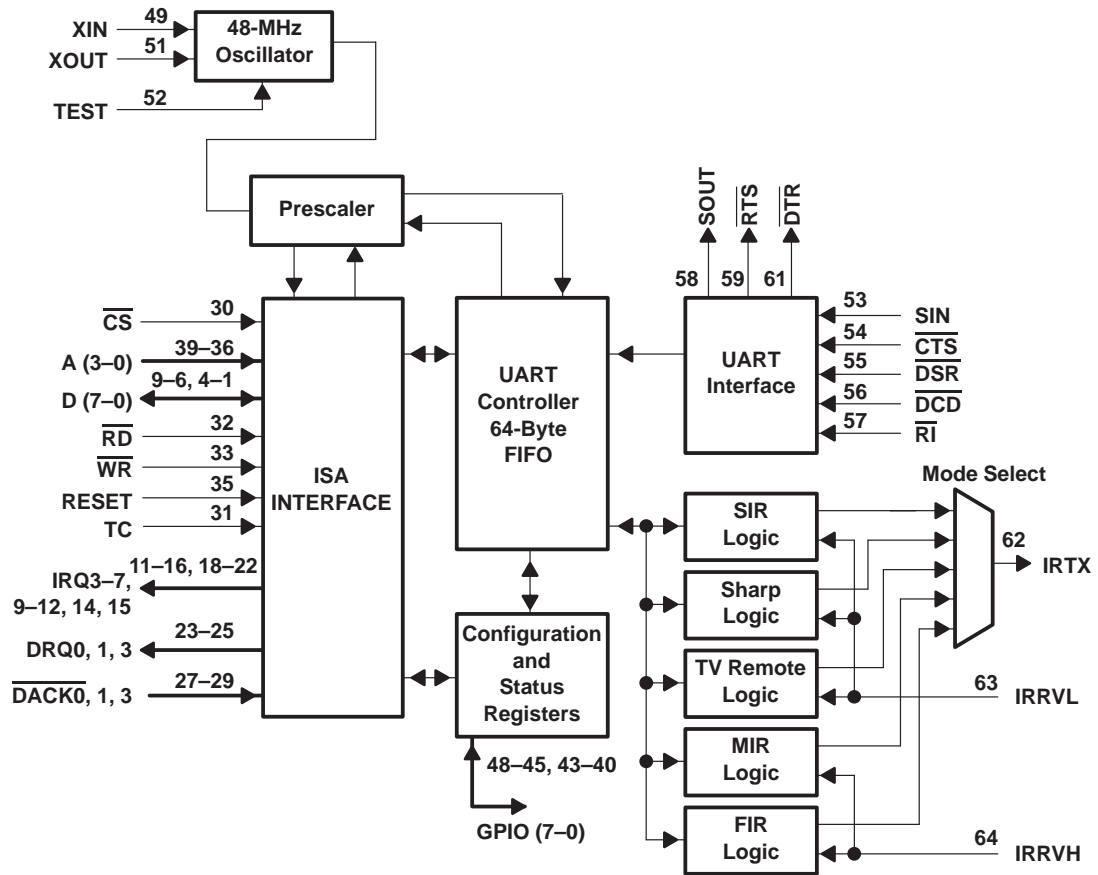 XIN
49
XOUT
51
TEST
52
48-MHz
Oscillator
Prescaler
SOUT
RTS
DTR
58
59
61
CS
30
A (3–0)
39–36
D (7–0)
9–6, 4–1
RD
32
WR
33
RESET
35
TC
31
IRQ3–7,
9–12, 14, 15
11–16, 18–22
DRQ0, 1, 3
23–25
DACK0, 1, 3
27–29
ISA
INTERFACE
UART
Controller
64-Byte
FIFO
Configuration
and
Status
Registers
48–45, 43–40
GPIO (7–0)
UART
Interface
53
SIN
54
CTS
55
DSR
56
DCD
57
RI
Mode Select
SIR
Logic
Sharp
Logic
TV Remote
Logic
MIR
Logic
FIR
Logic
62
IRTX
63
IRRVL
64
IRRVH